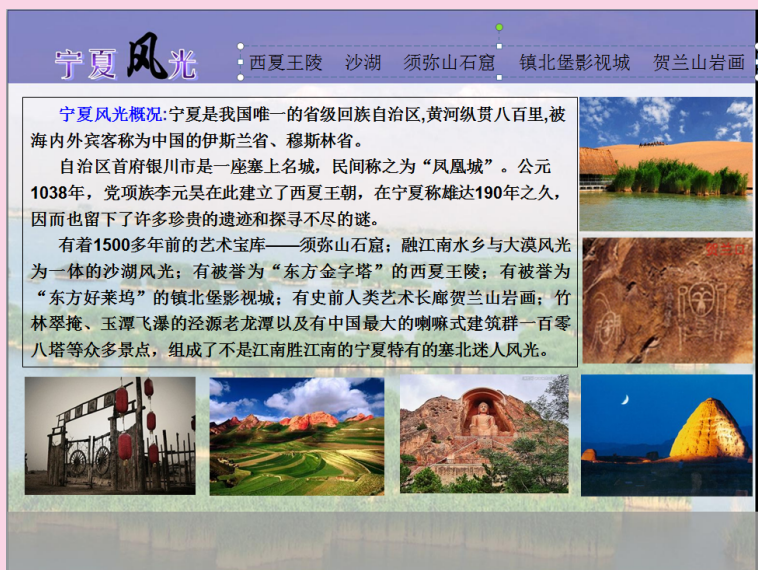 宁夏风光
西夏王陵 沙湖 须弥山石窟 镇北堡影视城 贺兰山岩画
宁夏风光概况:宁夏是我国唯一的省级回族自治区,黄河纵贯八百里,被
海内外宾客称为中国的伊斯兰省、穆斯林省。
自治区首府银川市是一座塞上名城，民间称之为“凤凰城”。公元
1038年，党项族李元昊在此建立了西夏王朝，在宁夏称雄达190年之久，
因而也留下了许多珍贵的遗迹和探寻不尽的谜。
有着1500多年前的艺术宝库——须弥山石窟；融江南水乡与大漠风光
为一体的沙湖风光；有被誉为“东方金字塔”的西夏王陵；有被誉为
“东方好莱坞”的镇北堡影视城；有史前人类艺术长廊贺兰山岩画；竹
林翠掩、玉潭飞瀑的泾源老龙潭以及有中国最大的喇嘛式建筑群一百零
八塔等众多景点，组成了不是江南胜江南的宁夏特有的塞北迷人风光。